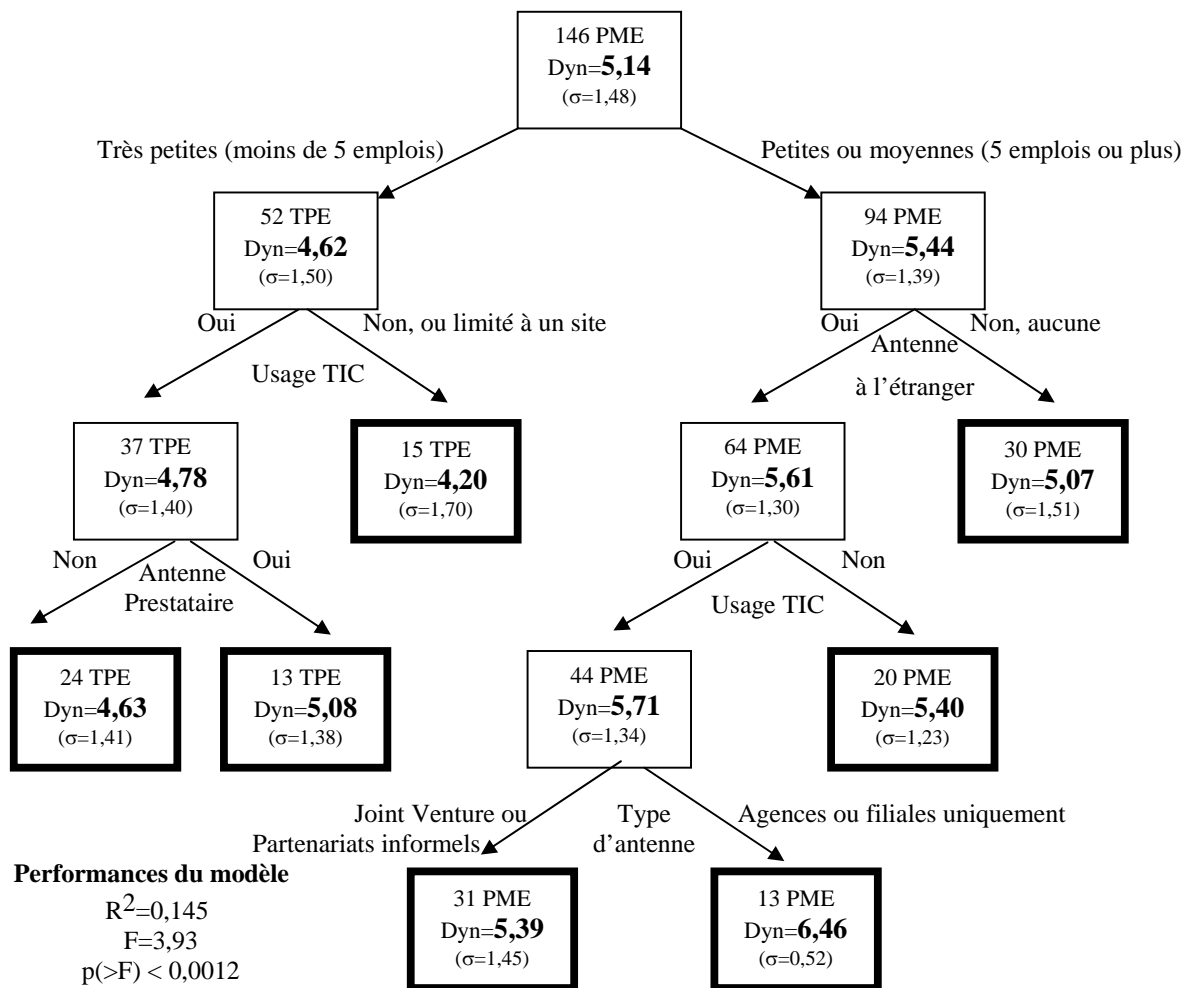 146 PME
Dyn=5,14
(σ=1,48)
Très petites (moins de 5 emplois)
Petites ou moyennes (5 emplois ou plus)
52 TPE
Dyn=4,62
(σ=1,50)
94 PME
Dyn=5,44
(σ=1,39)
Oui
Non, ou limité à un site
Usage TIC
Oui
Non, aucune
Antenne
à l’étranger
37 TPE
Dyn=4,78
(σ=1,40)
15 TPE
Dyn=4,20
(σ=1,70)
64 PME
Dyn=5,61
(σ=1,30)
30 PME
Dyn=5,07
(σ=1,51)
Non
Antenne
Prestataire
Oui
Oui
Non
Usage TIC
24 TPE
Dyn=4,63
(σ=1,41)
13 TPE
Dyn=5,08
(σ=1,38)
44 PME
Dyn=5,71
(σ=1,34)
20 PME
Dyn=5,40
(σ=1,23)
Joint Venture ou
Partenariats informels
Type
d’antenne
Agences ou filiales uniquement
31 PME
Dyn=5,39
(σ=1,45)
13 PME
Dyn=6,46
(σ=0,52)
Performances du modèle
R²=0,145
F=3,93
p(>F) < 0,0012